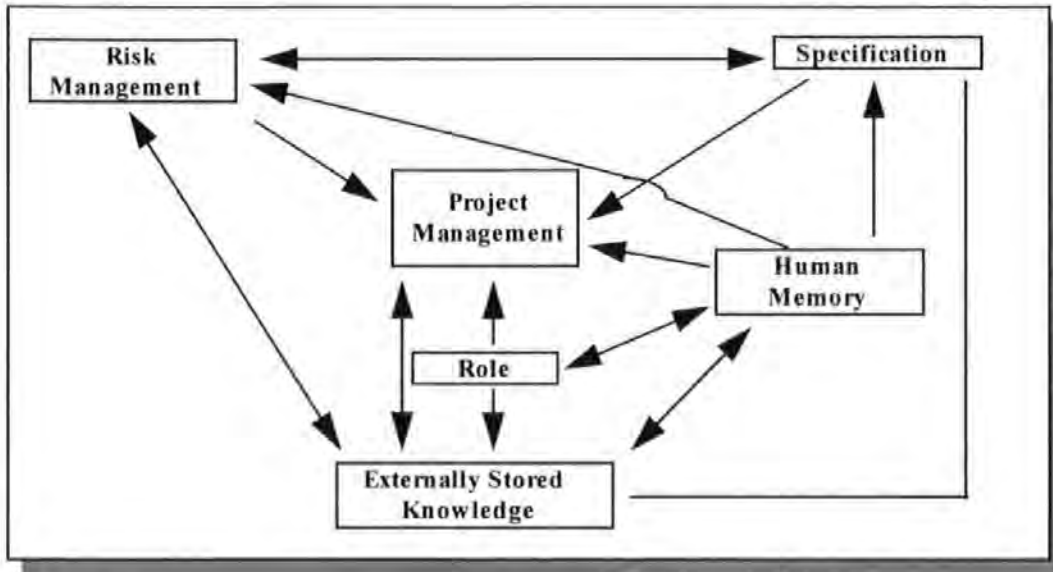 Risk
Management
Specification
Project
Management
Human
Memory
Role
Externally Stored
Knowledge